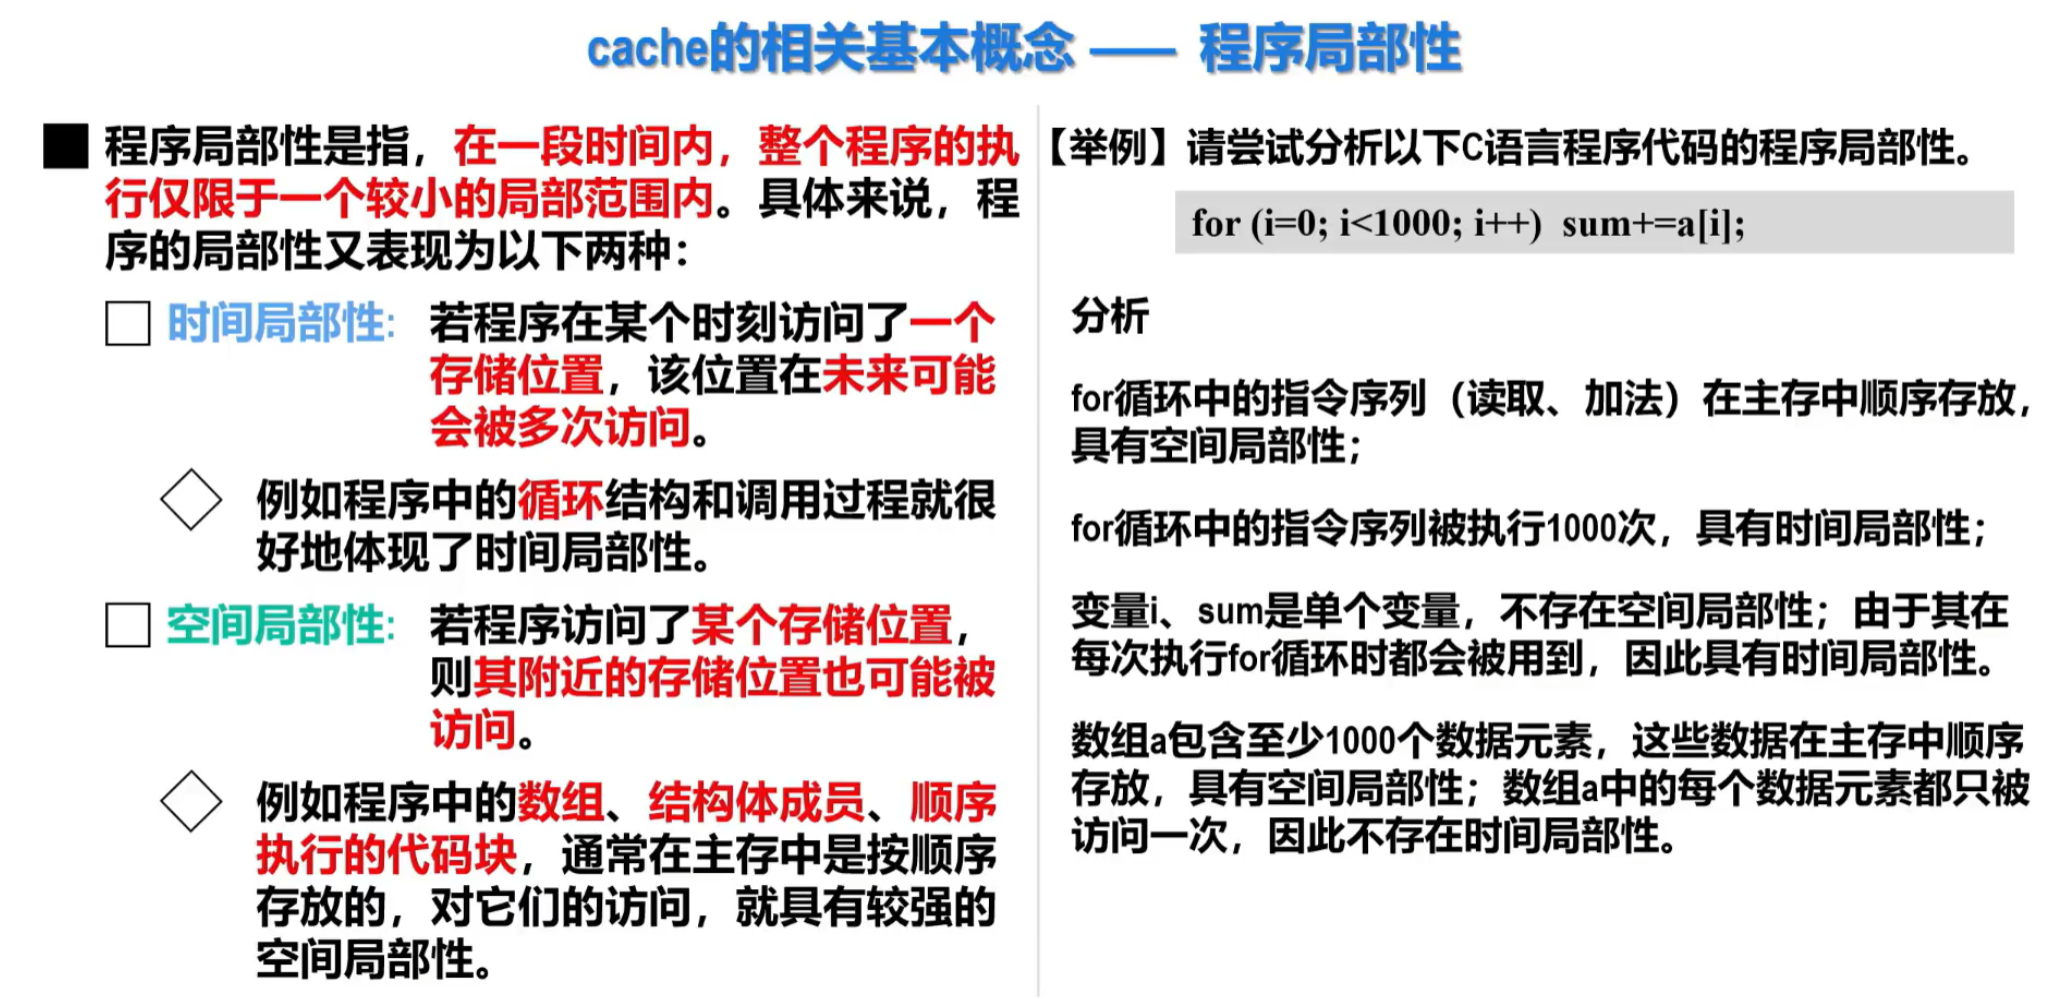 cache的相关基本概念 —— 程序局部性
程序局部性是指，在一段时间内，整个程序的执
行仅限于一个较小的局部范围内。具体来说，程
序的局部性又表现为以下两种：
时间局部性: 若程序在某个时刻访问了一个
存储位置，该位置在未来可能
会被多次访问。
例如程序中的循环结构和调用过程就很
好地体现了时间局部性。
空间局部性: 若程序访问了某个存储位置，
则其附近的存储位置也可能被
访问。
例如程序中的数组、结构体成员、顺序
执行的代码块，通常在主存中是按顺序
存放的，对它们的访问，就具有较强的
空间局部性。
【举例】请尝试分析以下C语言程序代码的程序局部性。
for (i=0; i<1000; i++) sum+=a[i];
分析
for循环中的指令序列（读取、加法）在主存中顺序存放，
具有空间局部性；
for循环中的指令序列被执行1000次，具有时间局部性；
变量i、sum是单个变量，不存在空间局部性；由于其在
每次执行for循环时都会被用到，因此具有时间局部性。
数组a包含至少1000个数据元素，这些数据在主存中顺序
存放，具有空间局部性；数组a中的每个数据元素都只被
访问一次，因此不存在时间局部性。